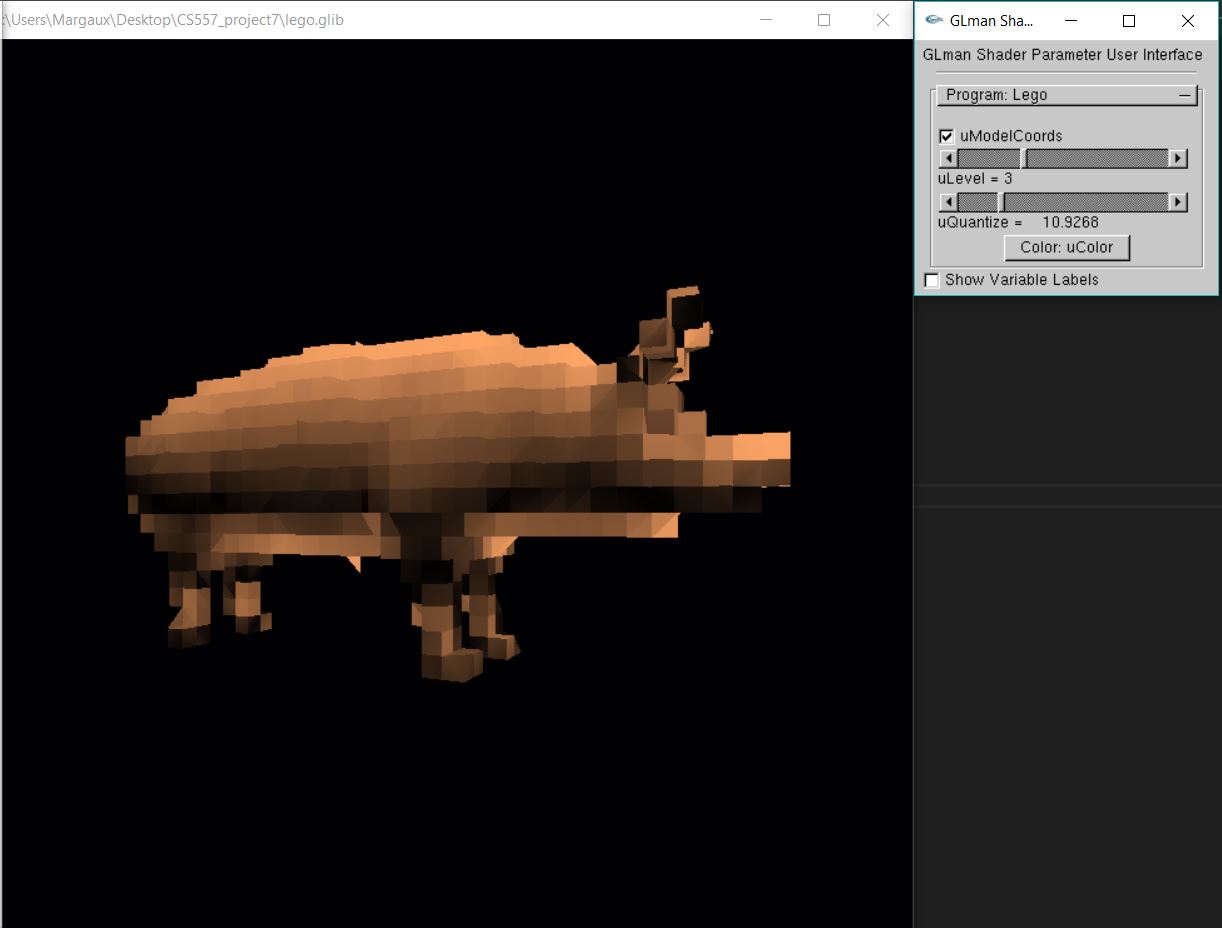 :\Users\Margaux\Desktop\CS557_project7\lego.glib
GLman Sha...
GLman Shader Parameter User Interface
Program: Lego
uModelCoords
uLevel = 3
uQuantize = 10.9268
Color: uColor
Show Variable Labels